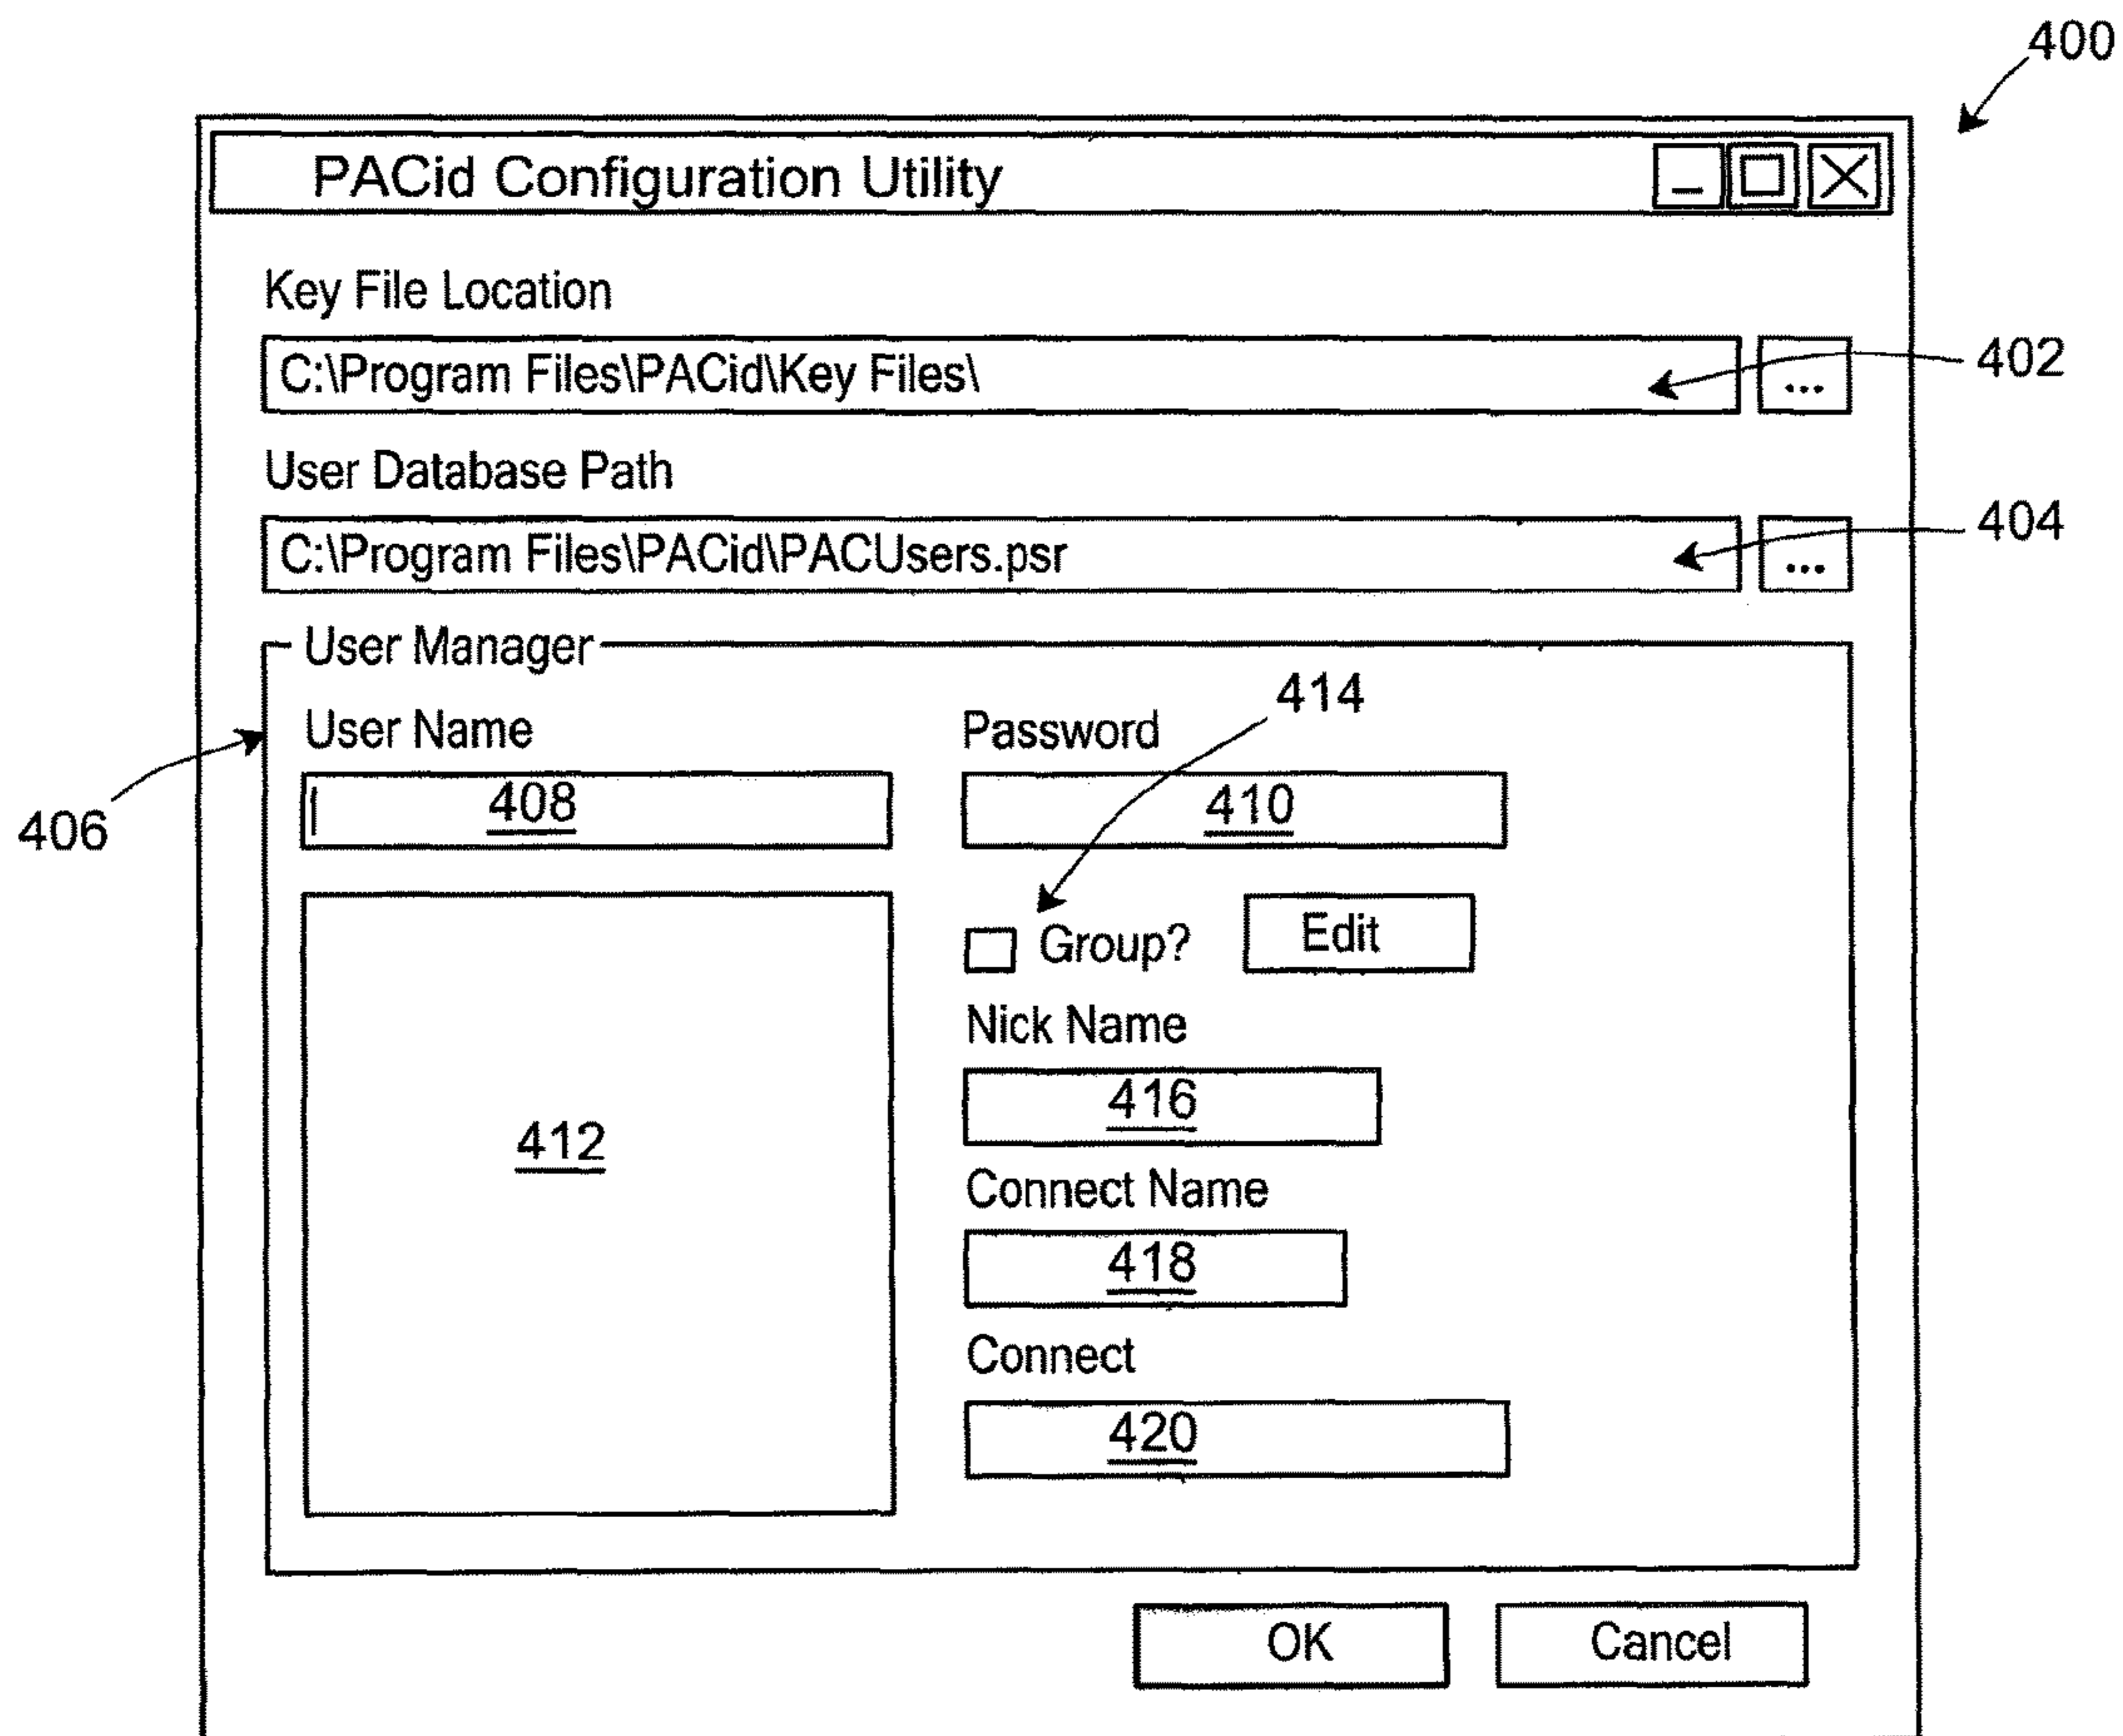 400
PACid Configuration Utility
Key File Location
C:\Program Files\PACid\Key Files\ ... 402
User Database Path
C:\Program Files\PACid\PACUsers.psr ... 404
User Manager
414
User Name Password
406 408 410
Group? Edit
Nick Name
416
412
Connect Name
418
Connect
420
OK Cancel